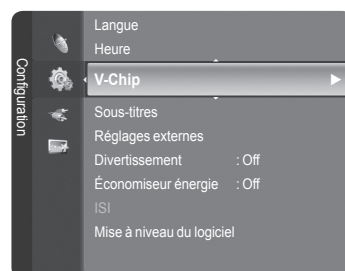 Configuration
Langue
Heure
V-Chip
Sous-titres
Réglages externes
Divertissement : Off
Économiseur énergie : Off
ISI
Mise à niveau du logiciel